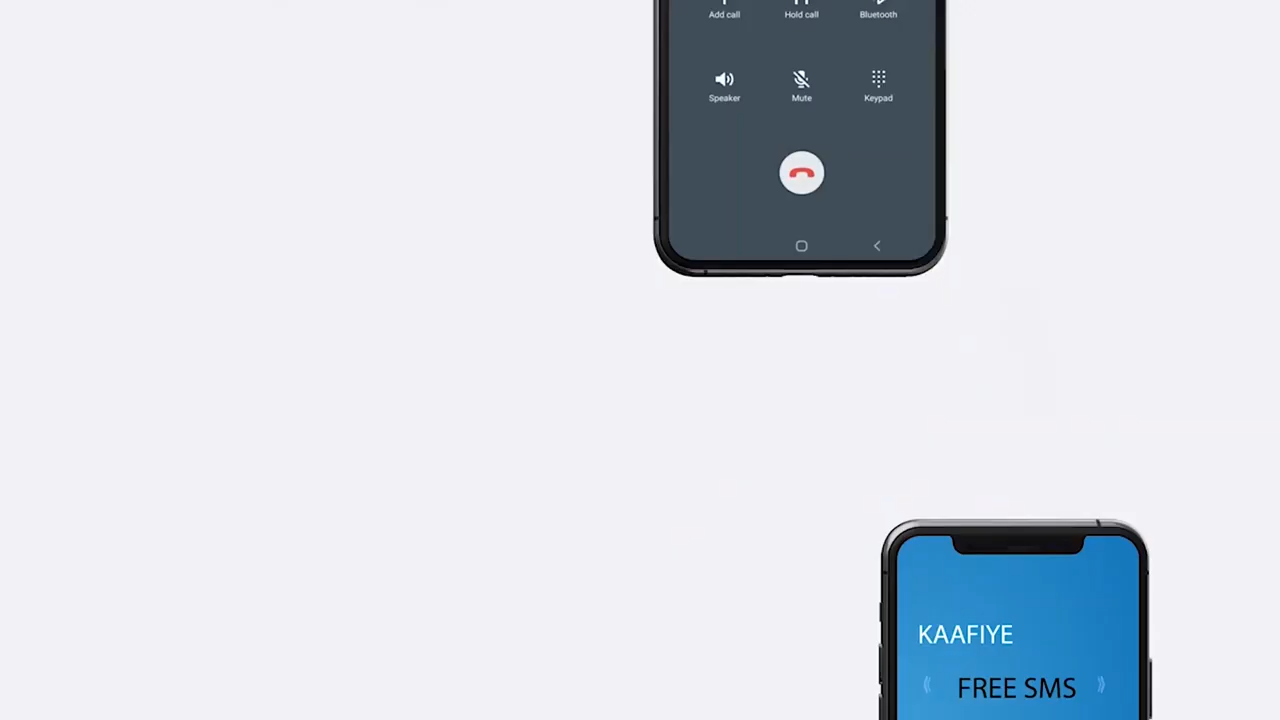 Add call Hold call Bluetooth
Speaker Mute Keypad
KAAFIYE
FREE SMS